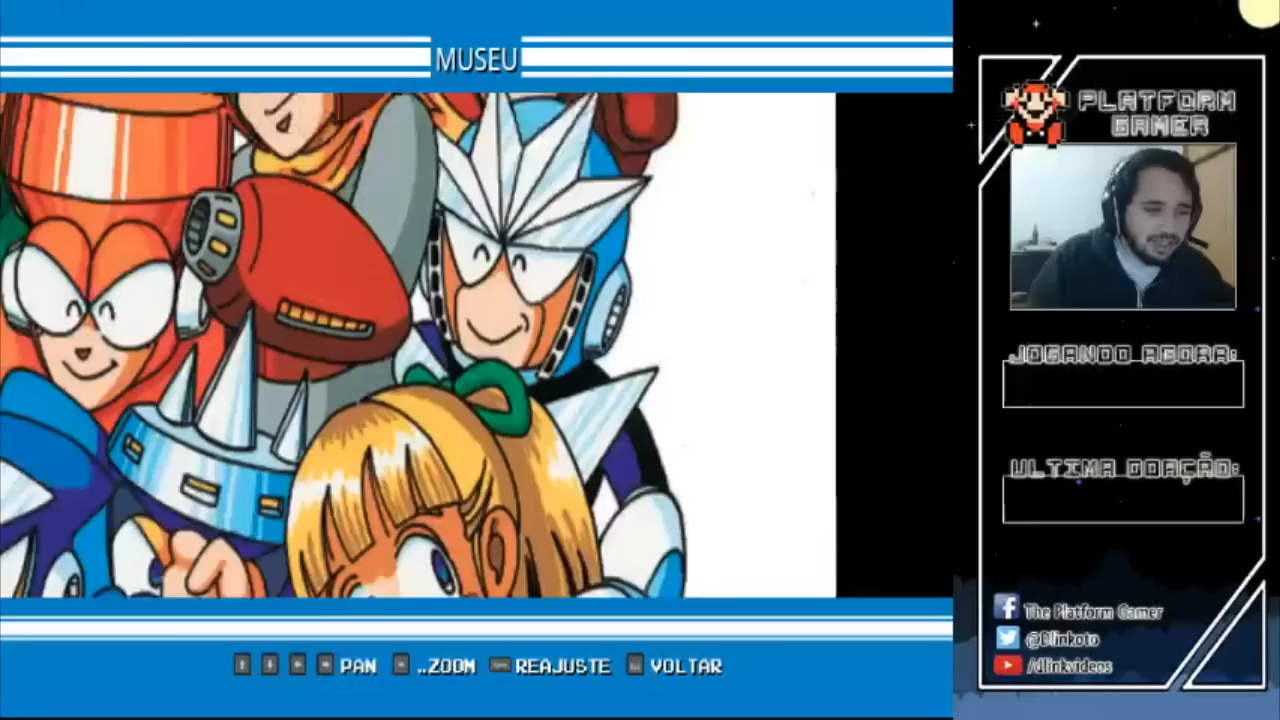 MUSEU
PLATFORM
GAMER
JOGANDO AGORA:
ULTIMA DOAÇÃO:
The Platform Gamer
@Dlinkoto
/dlinkvideos
PAN ..ZOOM REAJUSTE VOLTAR